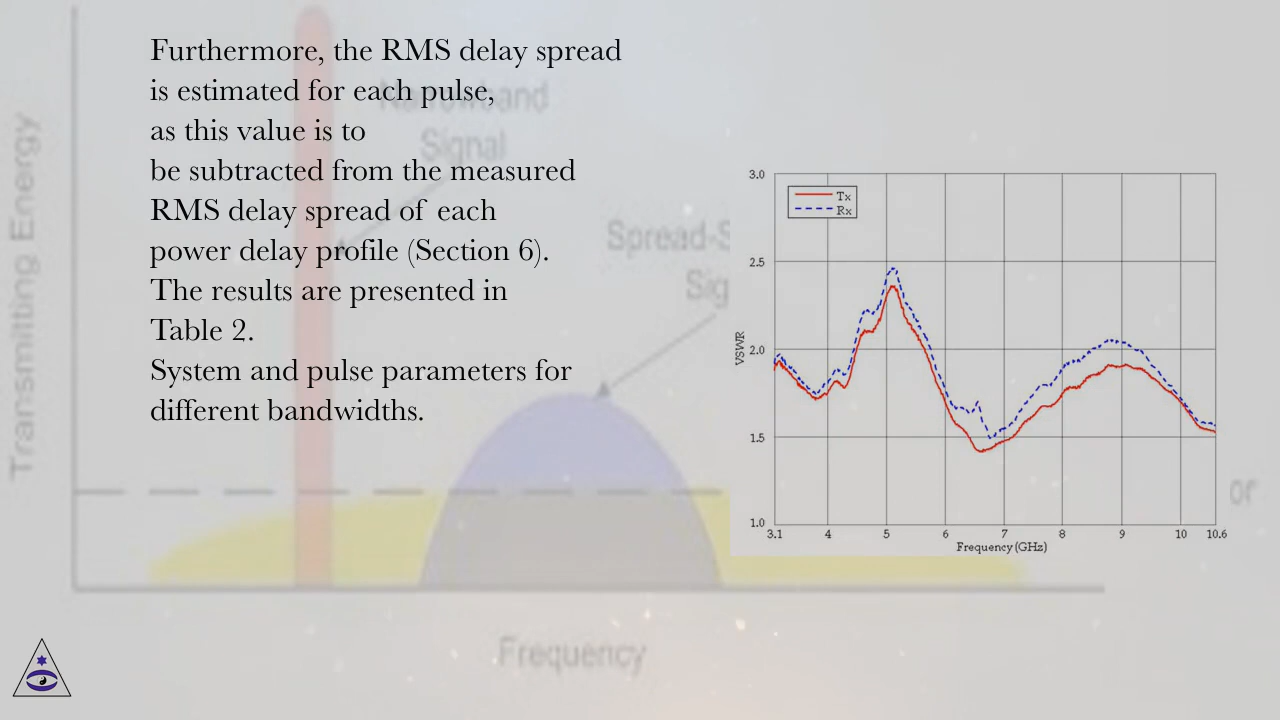 Furthermore, the RMS delay spread
is estimated for each pulse,
as this value is to
be subtracted from the measured
RMS delay spread of each
power delay profile (Section 6).
The results are presented in
Table 2.
System and pulse parameters for
different bandwidths.
Narrowband
Signal
Spread-S
Sig
or
Transmitting Energy
Frequency
Tx
Rx
VSWR
3.0
2.5
2.0
1.5
1.0
3.1 4 5 6 7 8 9 10 10.6
Frequency (GHz)